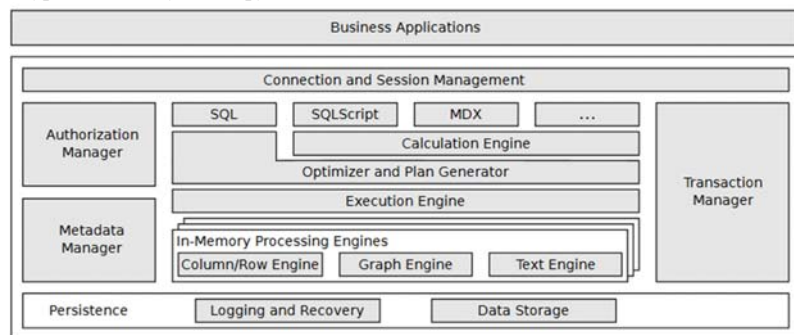 Business Applications
Connection and Session Management
Authorization
Manager
SQL
SQLScript
MDX
...
Calculation Engine
Optimizer and Plan Generator
Execution Engine
Metadata
Manager
In-Memory Processing Engines
Column/Row Engine
Graph Engine
Text Engine
Transaction
Manager
Persistence
Logging and Recovery
Data Storage